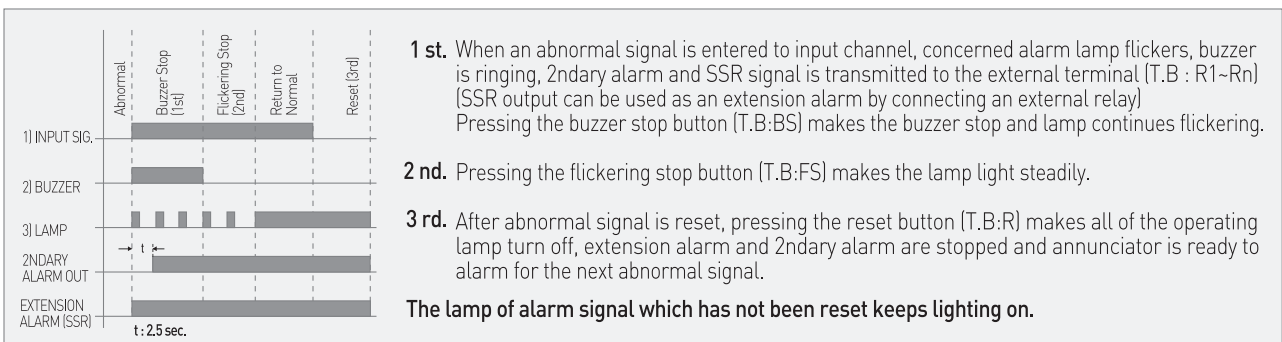 Abnormal
Buzzer Stop
(1st)
Flickering Stop
(2nd)
Return to
Normal
Reset (3rd)
1) INPUT SIG.
2) BUZZER
3) LAMP
t
2NDARY
ALARM OUT
EXTENSION
ALARM (SSR)
t : 2.5 sec.
1 st. When an abnormal signal is entered to input channel, concerned alarm lamp flickers, buzzer
is ringing, 2ndary alarm and SSR signal is transmitted to the external terminal (T.B : R1~Rn)
(SSR output can be used as an extension alarm by connecting an external relay)
Pressing the buzzer stop button (T.B:BS) makes the buzzer stop and lamp continues flickering.
2 nd. Pressing the flickering stop button (T.B:FS) makes the lamp light steadily.
3 rd. After abnormal signal is reset, pressing the reset button (T.B:R) makes all of the operating
lamp turn off, extension alarm and 2ndary alarm are stopped and annunciator is ready to
alarm for the next abnormal signal.
The lamp of alarm signal which has not been reset keeps lighting on.